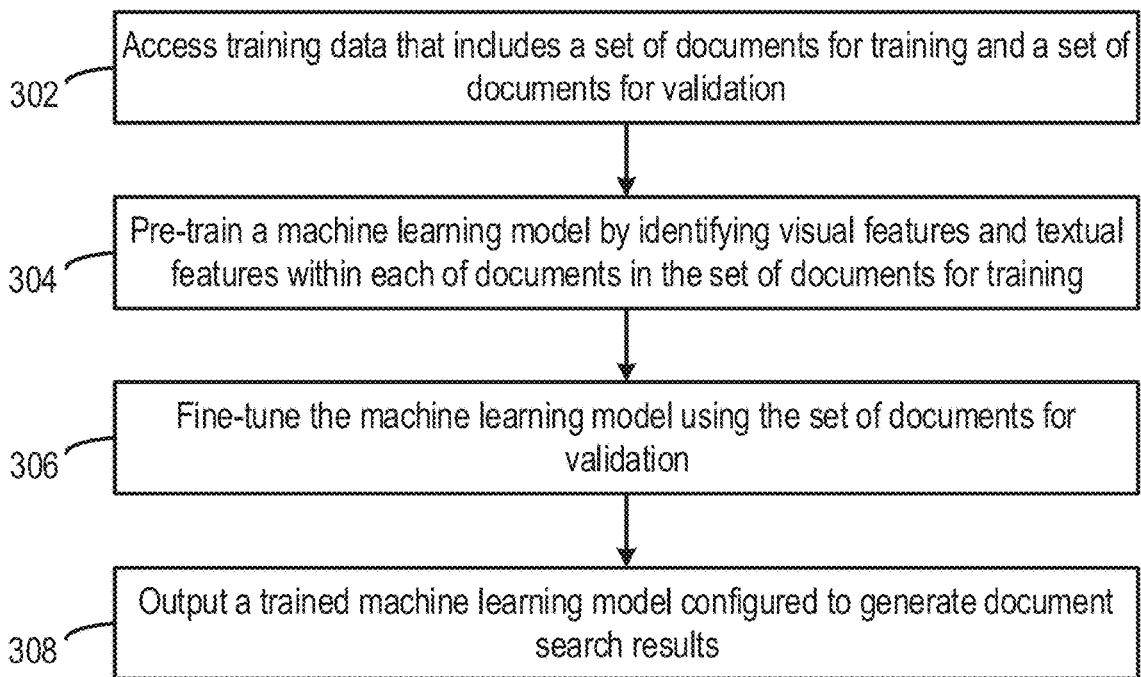 Access training data that includes a set of documents for training and a set of
documents for validation
302
Pre-train a machine learning model by identifying visual features and textual
features within each of documents in the set of documents for training
304
Fine-tune the machine learning model using the set of documents for
validation
306
Output a trained machine learning model configured to generate document
search results
308